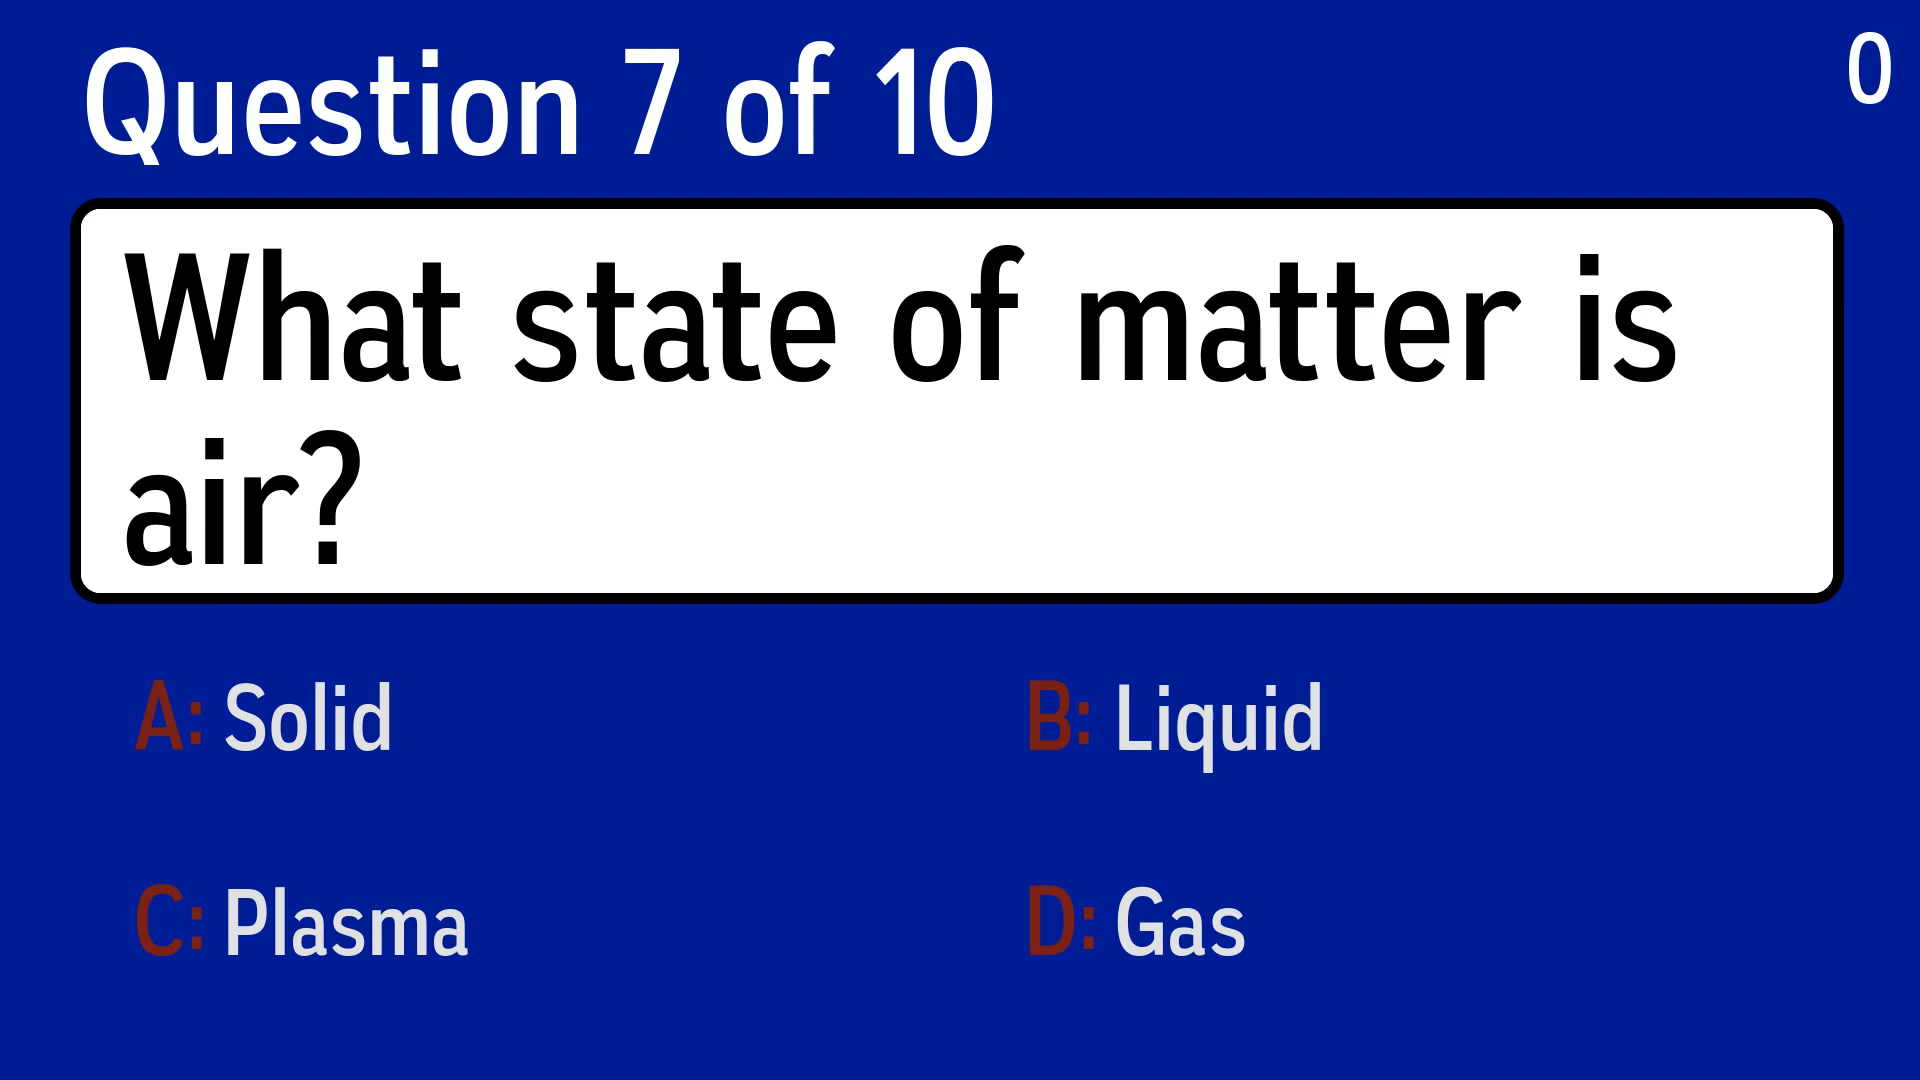 Question 7 of 10
0
What state of matter is
air?
A: Solid
B: Liquid
C: Plasma
D: Gas